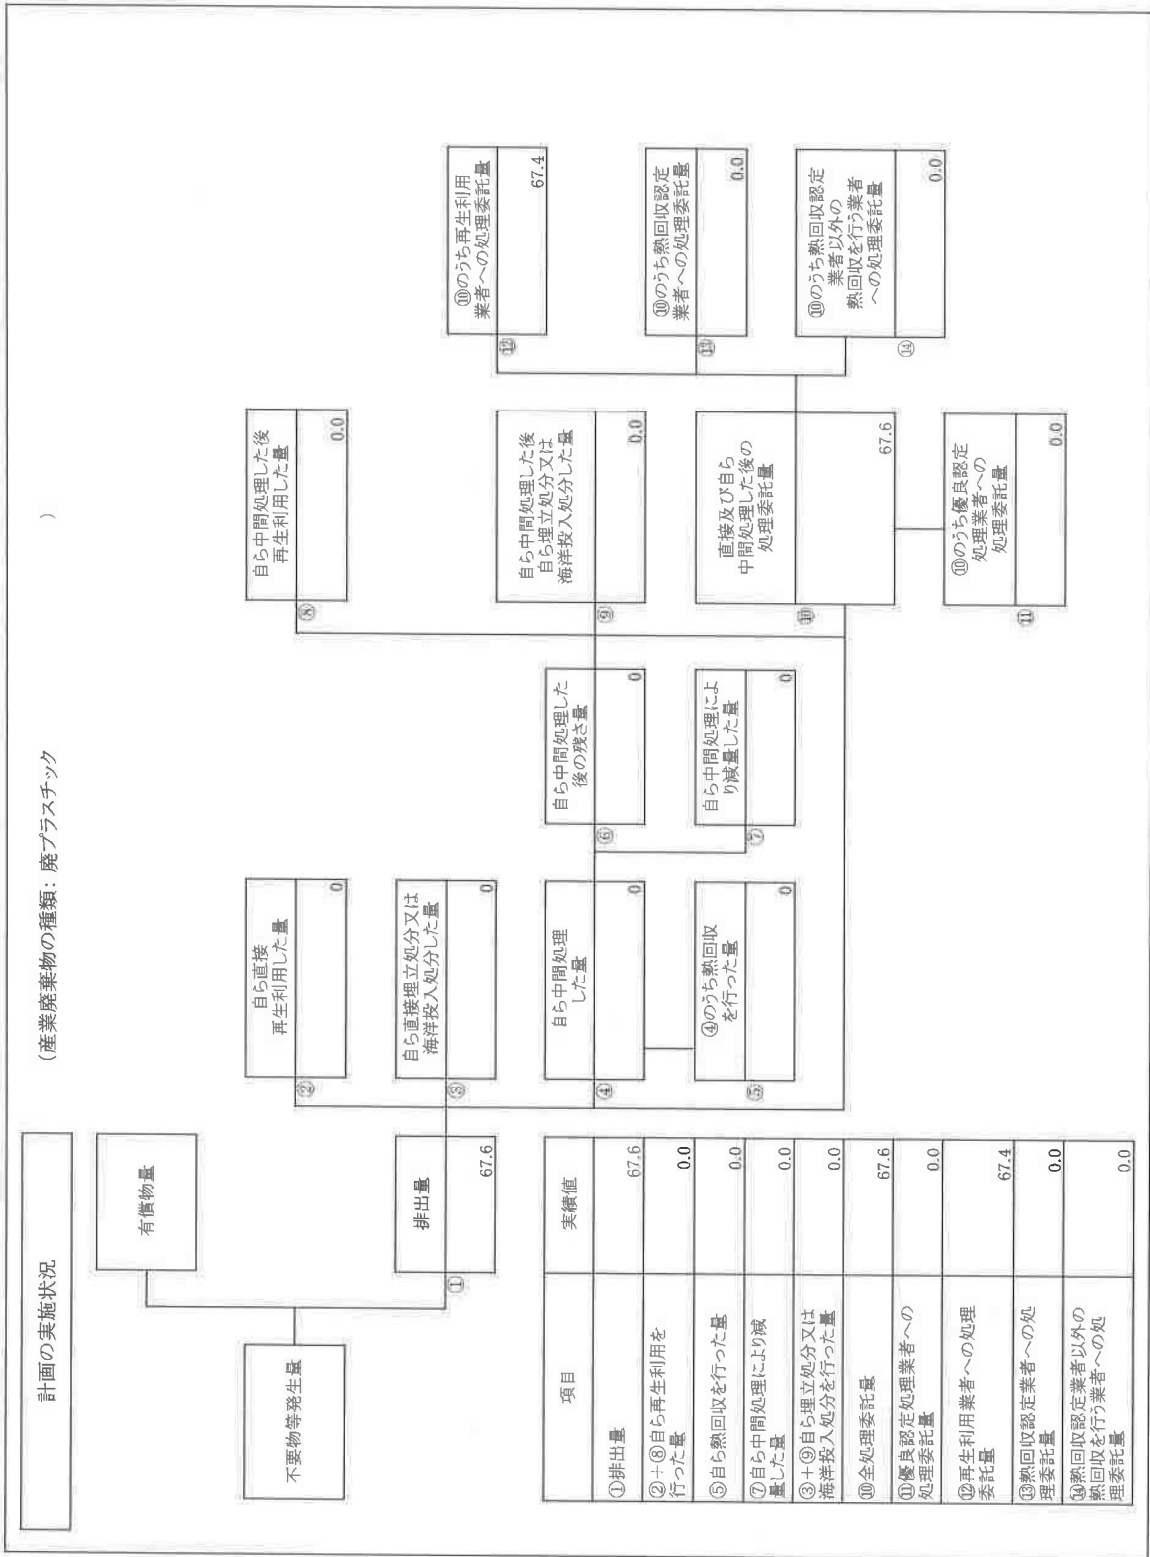 計画の実施状況
(産業廃棄物の種類: 廃プラスチック
)
不要物等発生量
有償物量
①
排出量
67.6
②
自ら直接
再生利用した量
0
③
自ら直接埋立処分又は
海洋投入処分した量
0
④
自ら中間処理
した量
0
⑤
④のうち熱回収
を行った量
0
⑥
自ら中間処理した
後の残さ量
0
⑦
自ら中間処理によ
り減量した量
0
⑧
自ら中間処理した後
再生利用した量
0.0
⑨
自ら中間処理した後
自ら埋立処分又は
海洋投入処分した量
0.0
⑩
直接及び自ら
中間処理した後の
処理委託量
67.6
⑪
⑩のうち優良認定
処理業者への
処理委託量
0.0
⑫
⑩のうち再生利用
業者への処理委託量
67.4
⑬
⑩のうち熱回収認定
業者への処理委託量
0.0
⑭
⑩のうち熱回収認定
業者以外の
熱回収を行う業者
への処理委託量
0.0
項目
実績値
①排出量
67.6
②+⑧自ら再生利用を
行った量
0.0
⑤自ら熱回収を行った量
0.0
⑦自ら中間処理により減
量した量
0.0
③+⑨自ら埋立処分又は
海洋投入処分を行った量
0.0
⑩全処理委託量
67.6
⑪優良認定処理業者への
処理委託量
0.0
⑫再生利用業者への処理
委託量
67.4
⑬熱回収認定業者への処
理委託量
0.0
⑭熱回収認定業者以外の
熱回収を行う業者への処
理委託量
0.0